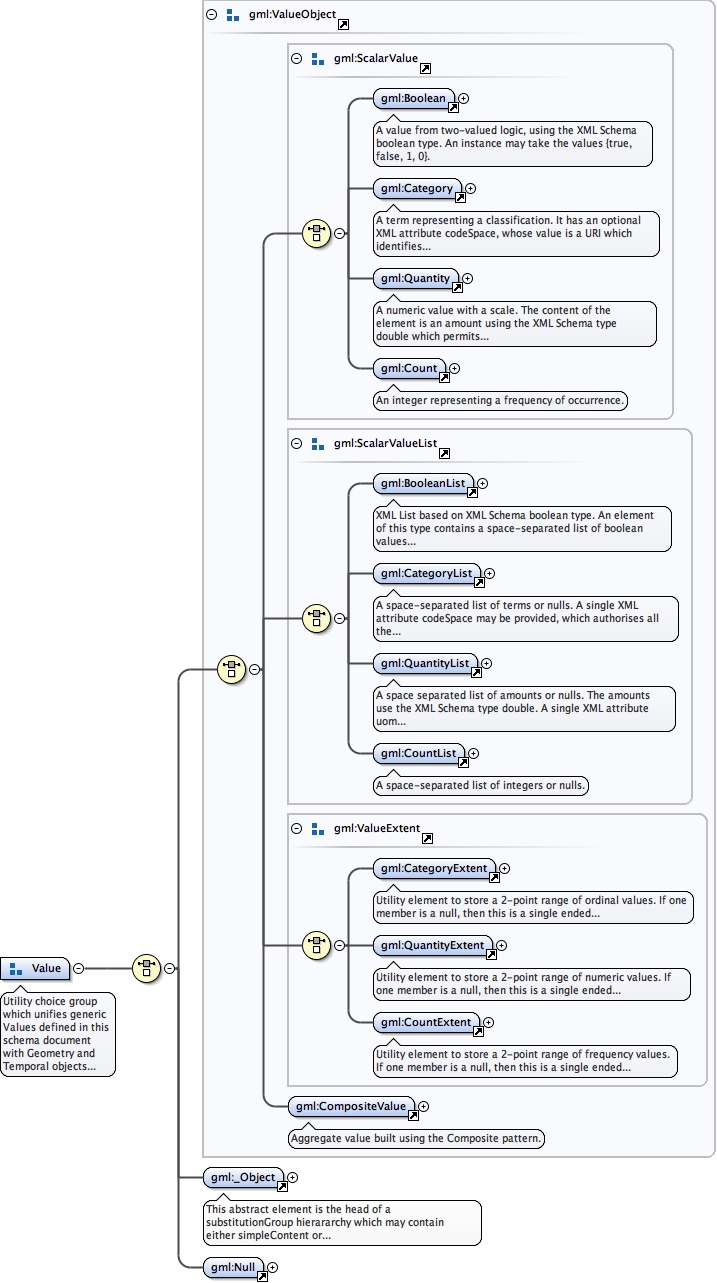 gml:ValueObject
gml:ScalarValue
gml:Boolean
A value from two-valued logic, using the XML Schema
boolean type. An instance may take the values {true,
false, 1, 0}.
gml:Category
A term representing a classification. It has an optional
XML attribute codeSpace, whose value is a URI which
identifies...
gml:Quantity
A numeric value with a scale. The content of the
element is an amount using the XML Schema type
double which permits...
gml:Count
An integer representing a frequency of occurrence.
gml:ScalarValueList
gml:BooleanList
XML List based on XML Schema boolean type. An element
of this type contains a space-separated list of boolean
values...
gml:CategoryList
A space-separated list of terms or nulls. A single XML
attribute codeSpace may be provided, which authorises all
the...
gml:QuantityList
A space separated list of amounts or nulls. The amounts
use the XML Schema type double. A single XML attribute
uom...
gml:CountList
A space-separated list of integers or nulls.
gml:ValueExtent
gml:CategoryExtent
Utility element to store a 2-point range of ordinal values. If one
member is a null, then this is a single ended...
gml:QuantityExtent
Utility element to store a 2-point range of numeric values. If
one member is a null, then this is a single ended...
gml:CountExtent
Utility element to store a 2-point range of frequency values.
If one member is a null, then this is a single ended...
Value
Utility choice group
which unifies generic
Values defined in this
schema document
with Geometry and
Temporal objects...
gml:CompositeValue
Aggregate value built using the Composite pattern.
gml:_Object
This abstract element is the head of a
substitutionGroup hierararchy which may contain
either simpleContent or...
gml:Null